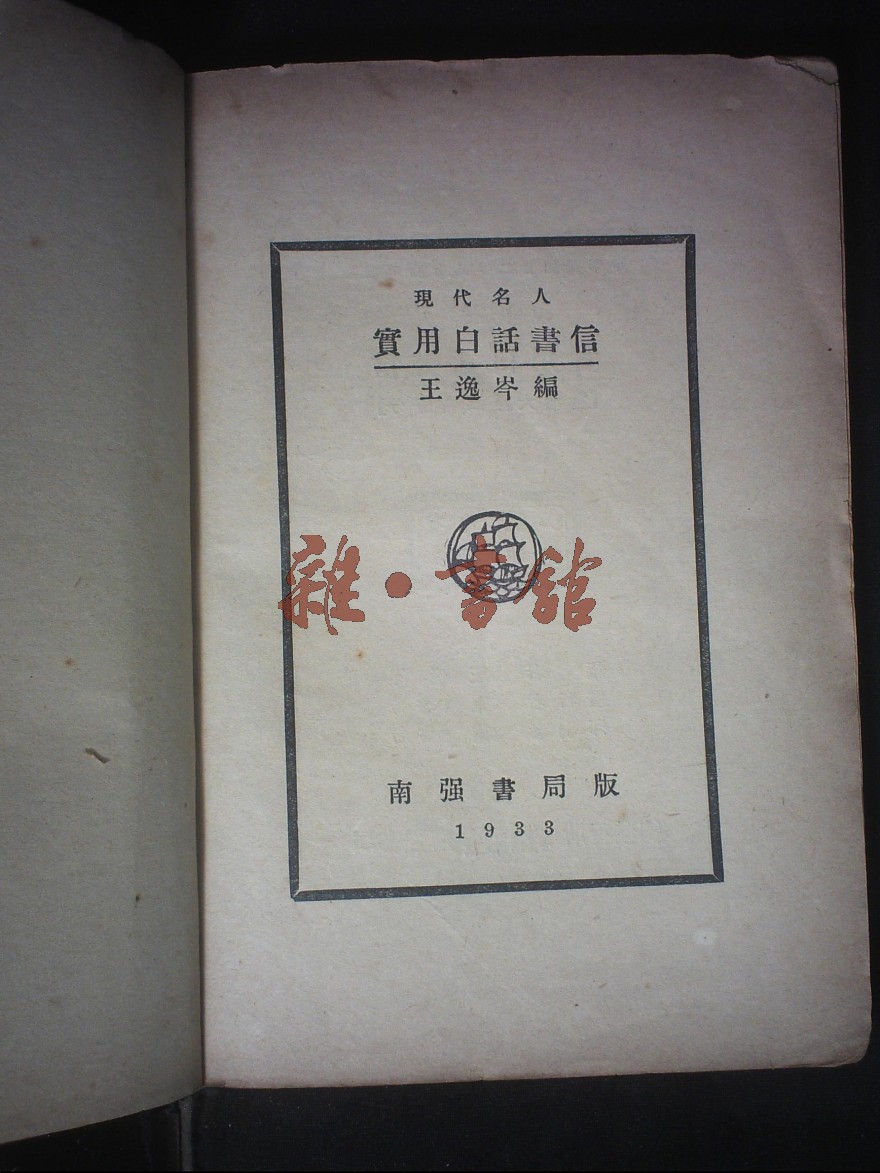 現代名人
實用白話書信
王逸岑編
雜·書館
南强書局版
1933